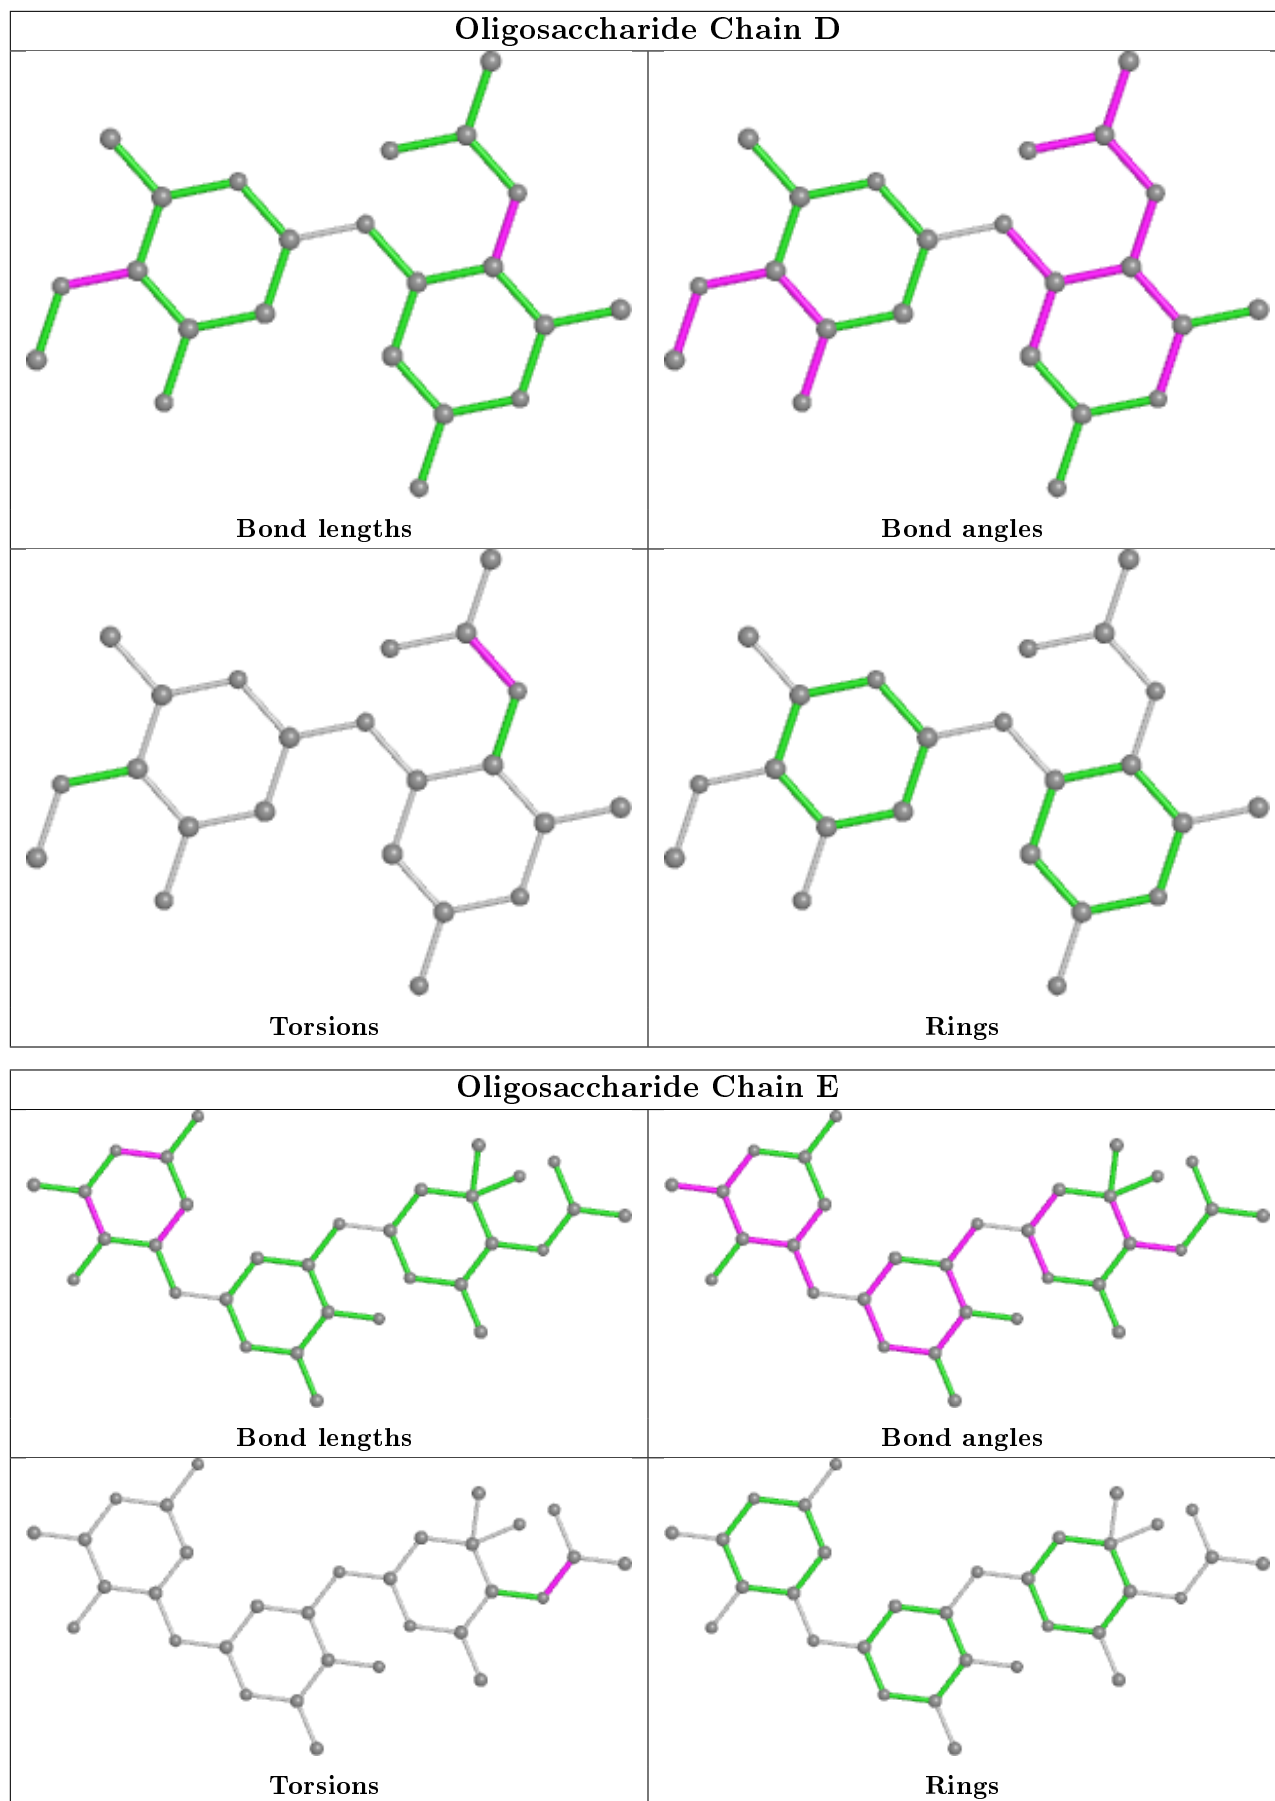 Oligosaccharide Chain D
Bond lengths
Bond angles
Torsions
Rings
Oligosaccharide Chain E
Bond lengths
Bond angles
Torsions
Rings